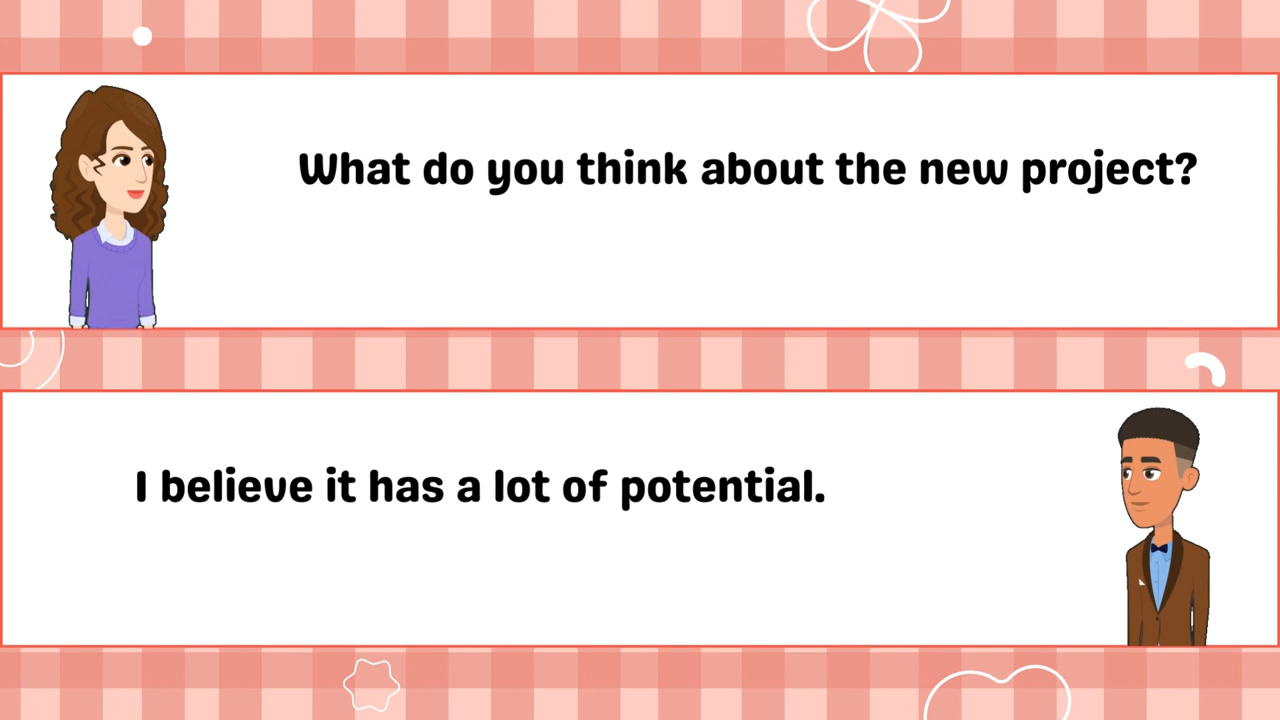 What do you think about the new project?
I believe it has a lot of potential.